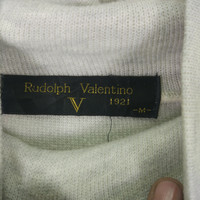 Rudolph Valentino
V 1921
-M-